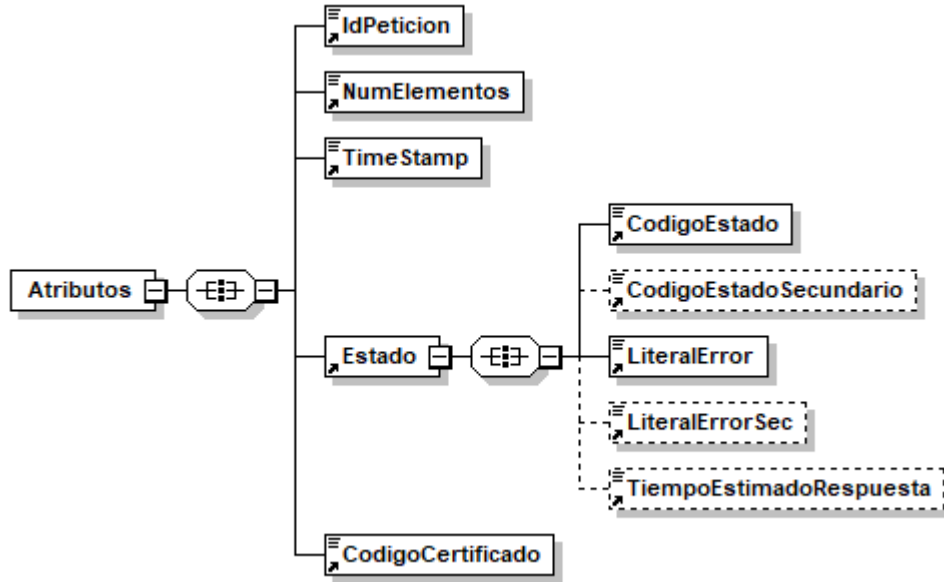 IdPeticion
NumElementos
TimeStamp
CodigoEstado
Atributos
CodigoEstadoSecundario
Estado
LiteralError
LiteralErrorSec
TiempoEstimadoRespuesta
CodigoCertificado